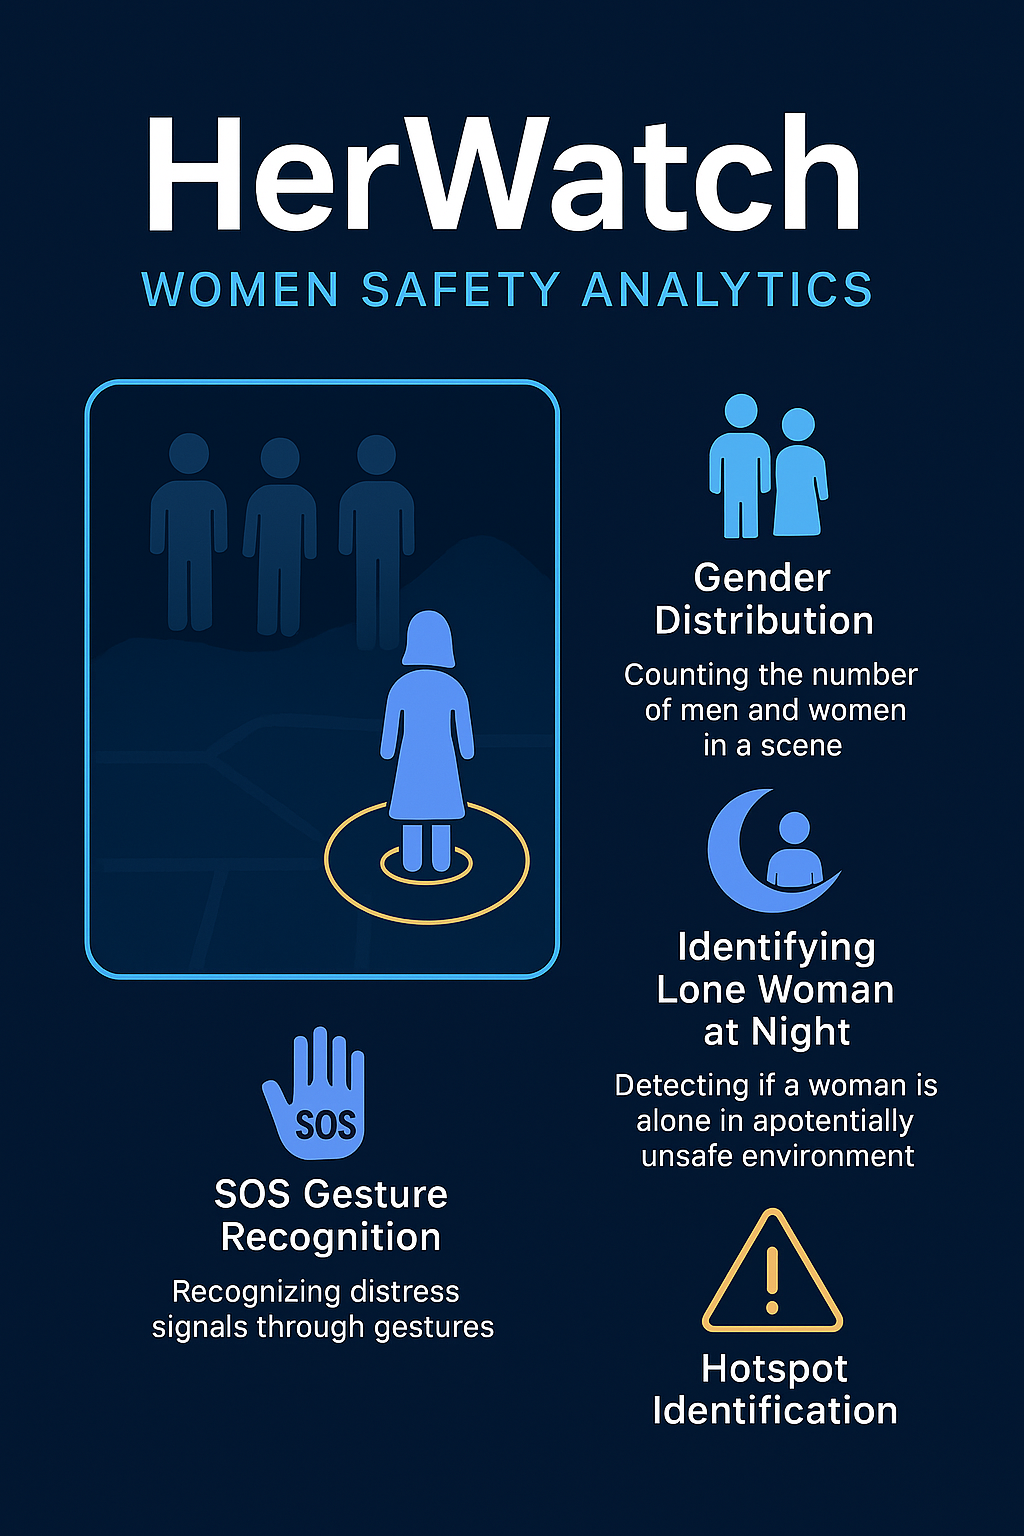 HerWatch
WOMEN SAFETY ANALYTICS
Gender
Distribution
Counting the number
of men and women
in a scene
Identifying
Lone Woman
at Night
Detecting if a woman is
alone in apotentially
unsafe environment
SOS
SOS Gesture
Recognition
Recognizing distress
signals through gestures
Hotspot
Identification